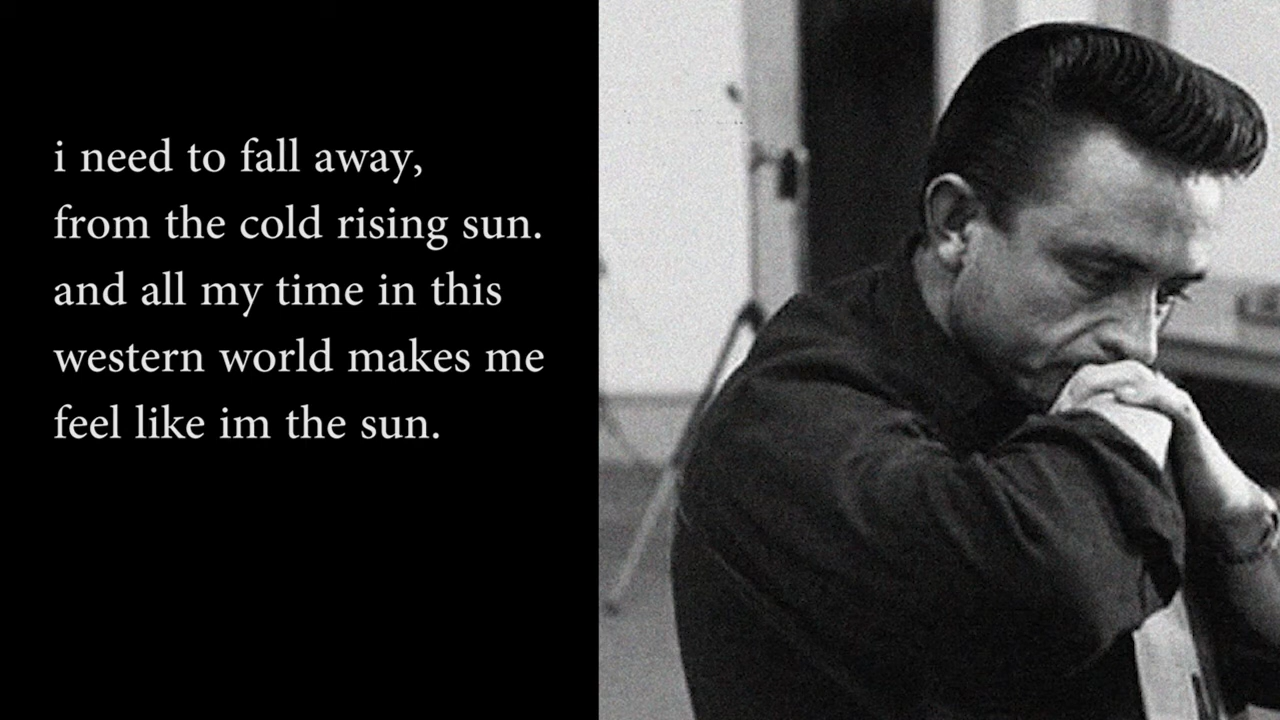 i need to fall away,
from the cold rising sun.
and all my time in this
western world makes me
feel like im the sun.